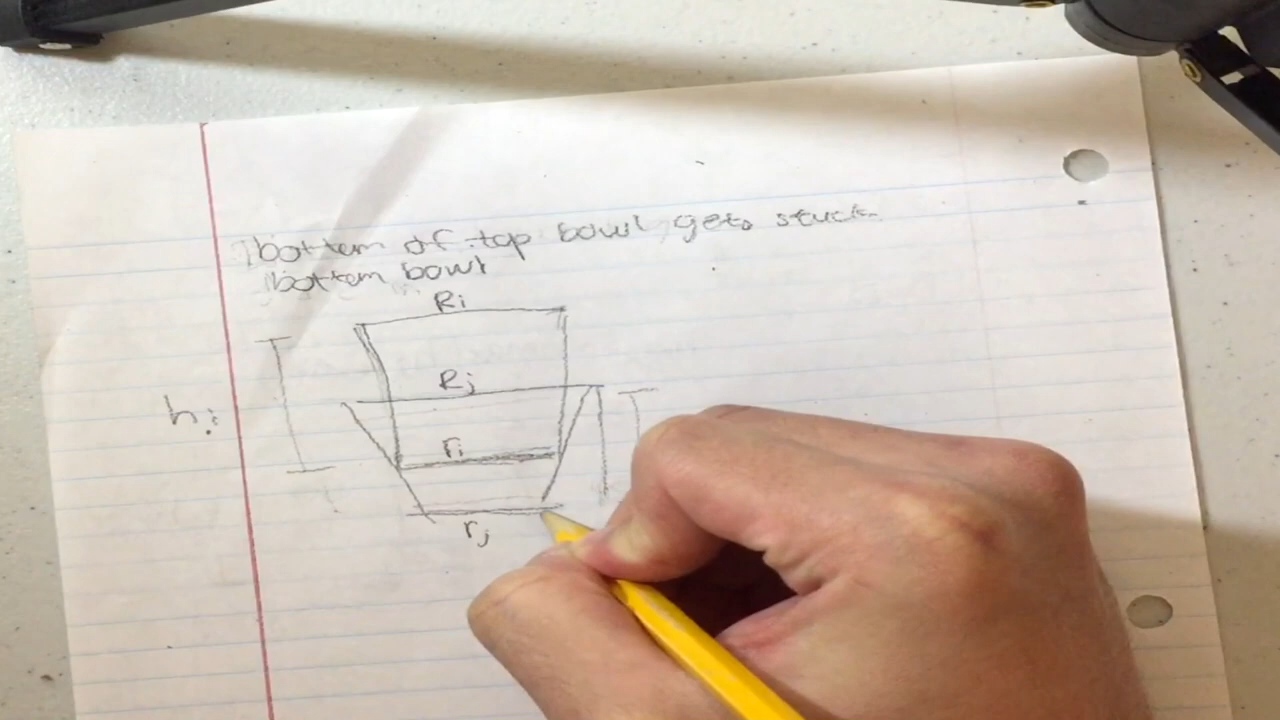 bottom of top bowl gets stuck
bottom bowl
Ri
Rj
hi
ri
rj